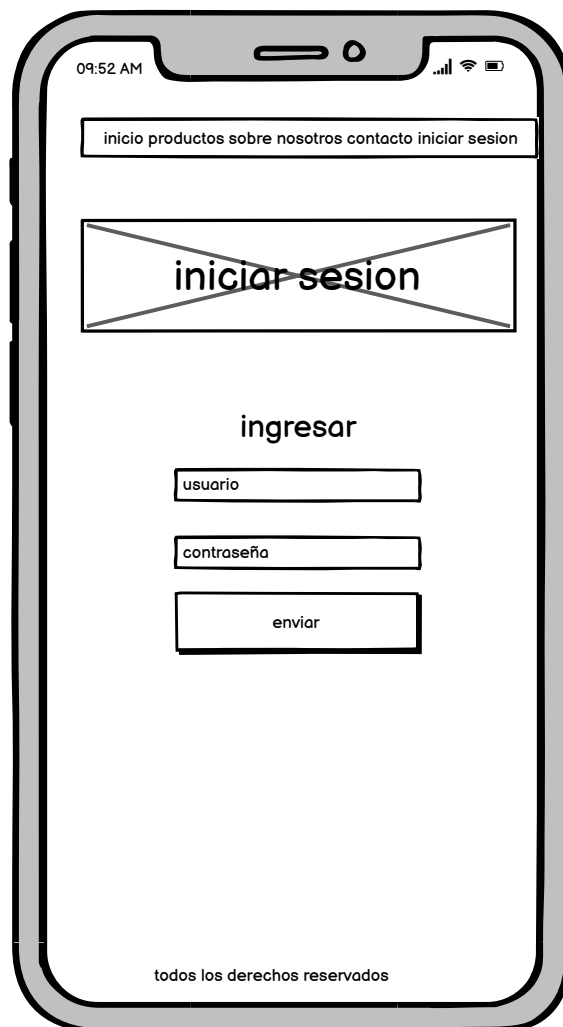 09:52 AM
inicio productos sobre nosotros contacto iniciar sesion
iniciar sesion
ingresar
usuario
contraseña
enviar
todos los derechos reservados